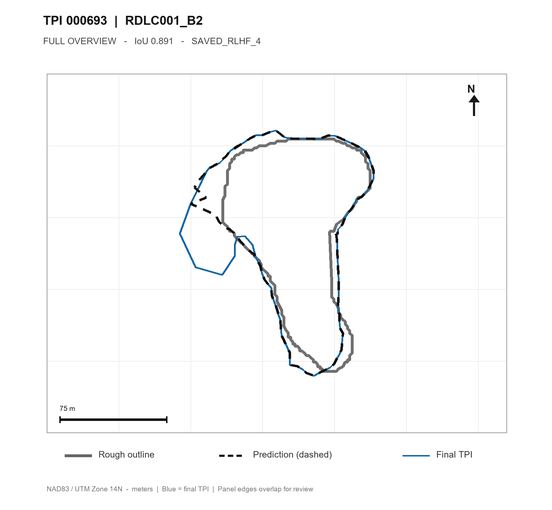 TPI 000693 | RDLC001_B2
FULL OVERVIEW - IoU 0.891 - SAVED_RLHF_4
N
75 m
Rough outline
Prediction (dashed)
Final TPI
NAD83 / UTM Zone 14N - meters | Blue = final TPI | Panel edges overlap for review